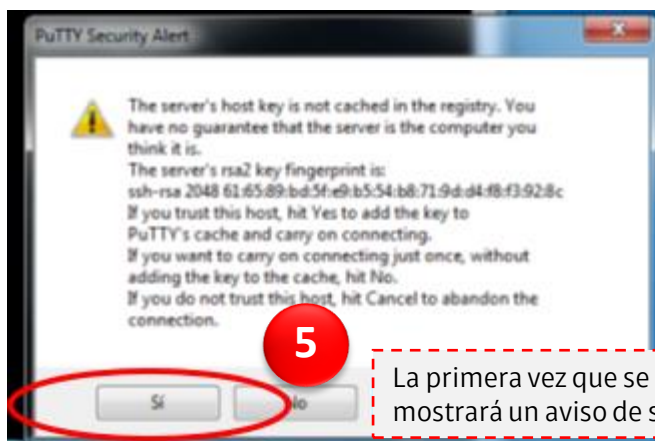 PuTTY Security Alert
The server's host key is not cached in the registry. You
have no guarantee that the server is the computer you
think it is.
The server's rsa2 key fingerprint is:
ssh-rsa 2048 61:65:89:bd:5f:e9:b5:54:b8:71:9d:d4:f8:f3:92:8c
If you trust this host, hit Yes to add the key to
PuTTY's cache and carry on connecting.
If you want to carry on connecting just once, without
adding the key to the cache, hit No.
If you do not trust this host, hit Cancel to abandon the
connection.
5
Sí
No
La primera vez que se
mostrará un aviso de s